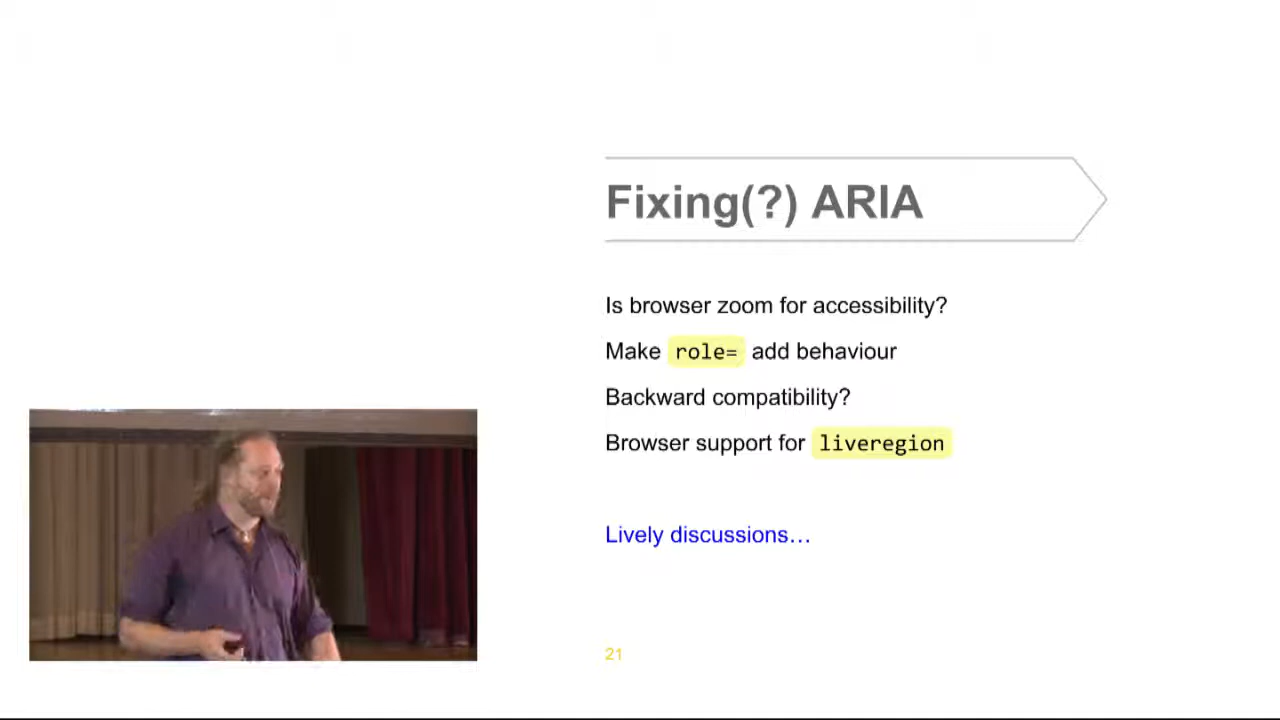 Fixing(?) ARIA
Is browser zoom for accessibility?
Make role= add behaviour
Backward compatibility?
Browser support for liveregion
Lively discussions…
21